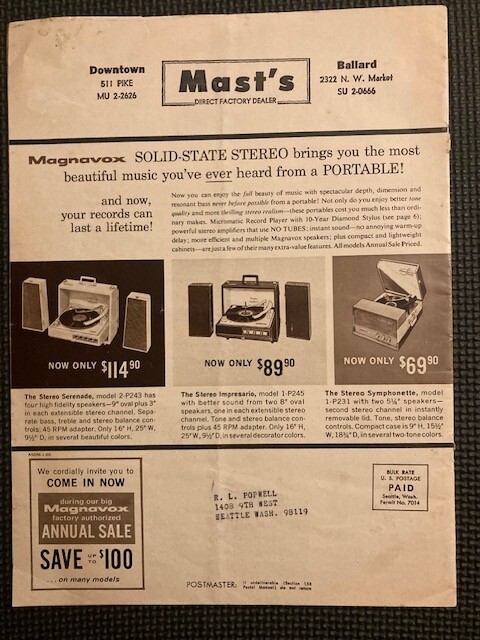 Downtown
511 PIKE
MU 2-2626
Mast's
DIRECT FACTORY DEALER
Ballard
2322 N. W. Market
SU 2-0666
Magnavox SOLID-STATE STEREO brings you the most
beautiful music you've ever heard from a PORTABLE!
and now,
your records can
last a lifetime!
Now you can enjoy the full beauty of music with spectacular depth, dimension and
resonant bass never before possible from a portable! Not only do you enjoy better tone
quality and more thrilling stereo realism—these portables cost you much less than ordi-
nary makes. Micromatic Record Player with 10-Year Diamond Stylus (see page 6);
powerful stereo amplifiers that use NO TUBES; instant sound—no annoying warm-up
delay; more efficient and multiple Magnavox speakers; plus compact and lightweight
cabinets—are just a few of their many extra-value features. All models Annual Sale Priced.
NOW ONLY $114.90
NOW ONLY $89.90
NOW ONLY $69.90
The Stereo Serenade, model 2-P243 has
four high fidelity speakers—9" oval plus 3"
in each extensible stereo channel. Sepa-
rate bass, treble and stereo balance con-
trols; 45 RPM adapter. Only 16" H, 25" W,
9½" D, in several beautiful colors.
The Stereo Impresario, model 1-P245
with better sound from two 8" oval
speakers, one in each extensible stereo
channel. Tone and stereo balance con-
trols plus 45 RPM adapter. Only 16" H,
25" W, 9½" D, in several decorator colors.
The Stereo Symphonette, model
1-P231 with two 5¼" speakers—
second stereo channel in instantly
removable lid. Tone, stereo balance
controls. Compact case is 9" H, 15½"
W, 18¾" D, in several two-tone colors.
We cordially invite you to
COME IN NOW
during our big
Magnavox
factory authorized
ANNUAL SALE
SAVE UP TO $100
...on many models
R. L. POPWELL
1408 9TH WEST
SEATTLE WASH. 98119
BULK RATE
U. S. POSTAGE
PAID
Seattle, Wash.
Permit No. 7014
POSTMASTER: If undeliverable (Section 158
Postal Manual) do not return